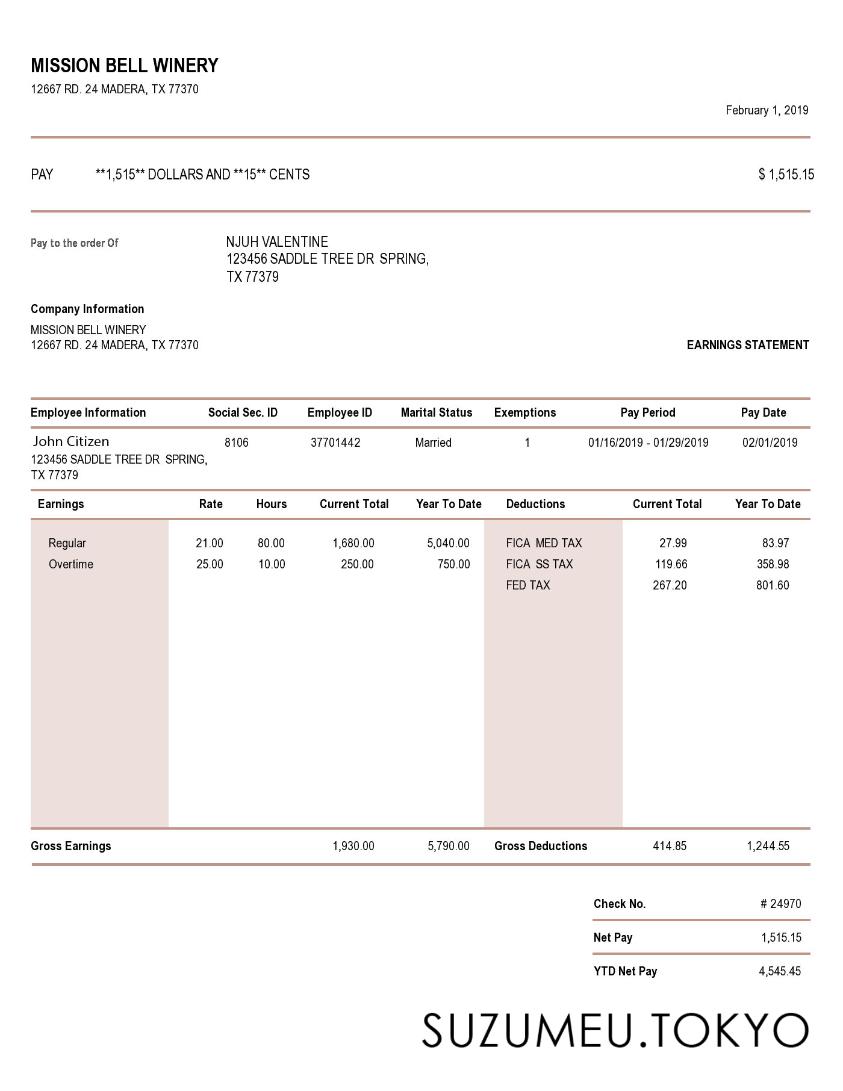 MISSION BELL WINERY
12667 RD. 24 MADERA, TX 77370
February 1, 2019
PAY **1,515** DOLLARS AND **15** CENTS $ 1,515.15
Pay to the order Of NJUH VALENTINE
123456 SADDLE TREE DR SPRING,
TX 77379
Company Information
MISSION BELL WINERY
12667 RD. 24 MADERA, TX 77370 EARNINGS STATEMENT
Employee Information Social Sec. ID Employee ID Marital Status Exemptions Pay Period Pay Date
John Citizen 8106 37701442 Married 1 01/16/2019 - 01/29/2019 02/01/2019
123456 SADDLE TREE DR SPRING,
TX 77379
Earnings Rate Hours Current Total Year To Date Deductions Current Total Year To Date
Regular 21.00 80.00 1,680.00 5,040.00 FICA MED TAX 27.99 83.97
Overtime 25.00 10.00 250.00 750.00 FICA SS TAX 119.66 358.98
FED TAX 267.20 801.60
Gross Earnings 1,930.00 5,790.00 Gross Deductions 414.85 1,244.55
Check No. # 24970
Net Pay 1,515.15
YTD Net Pay 4,545.45
SUZUMEU.TOKYO